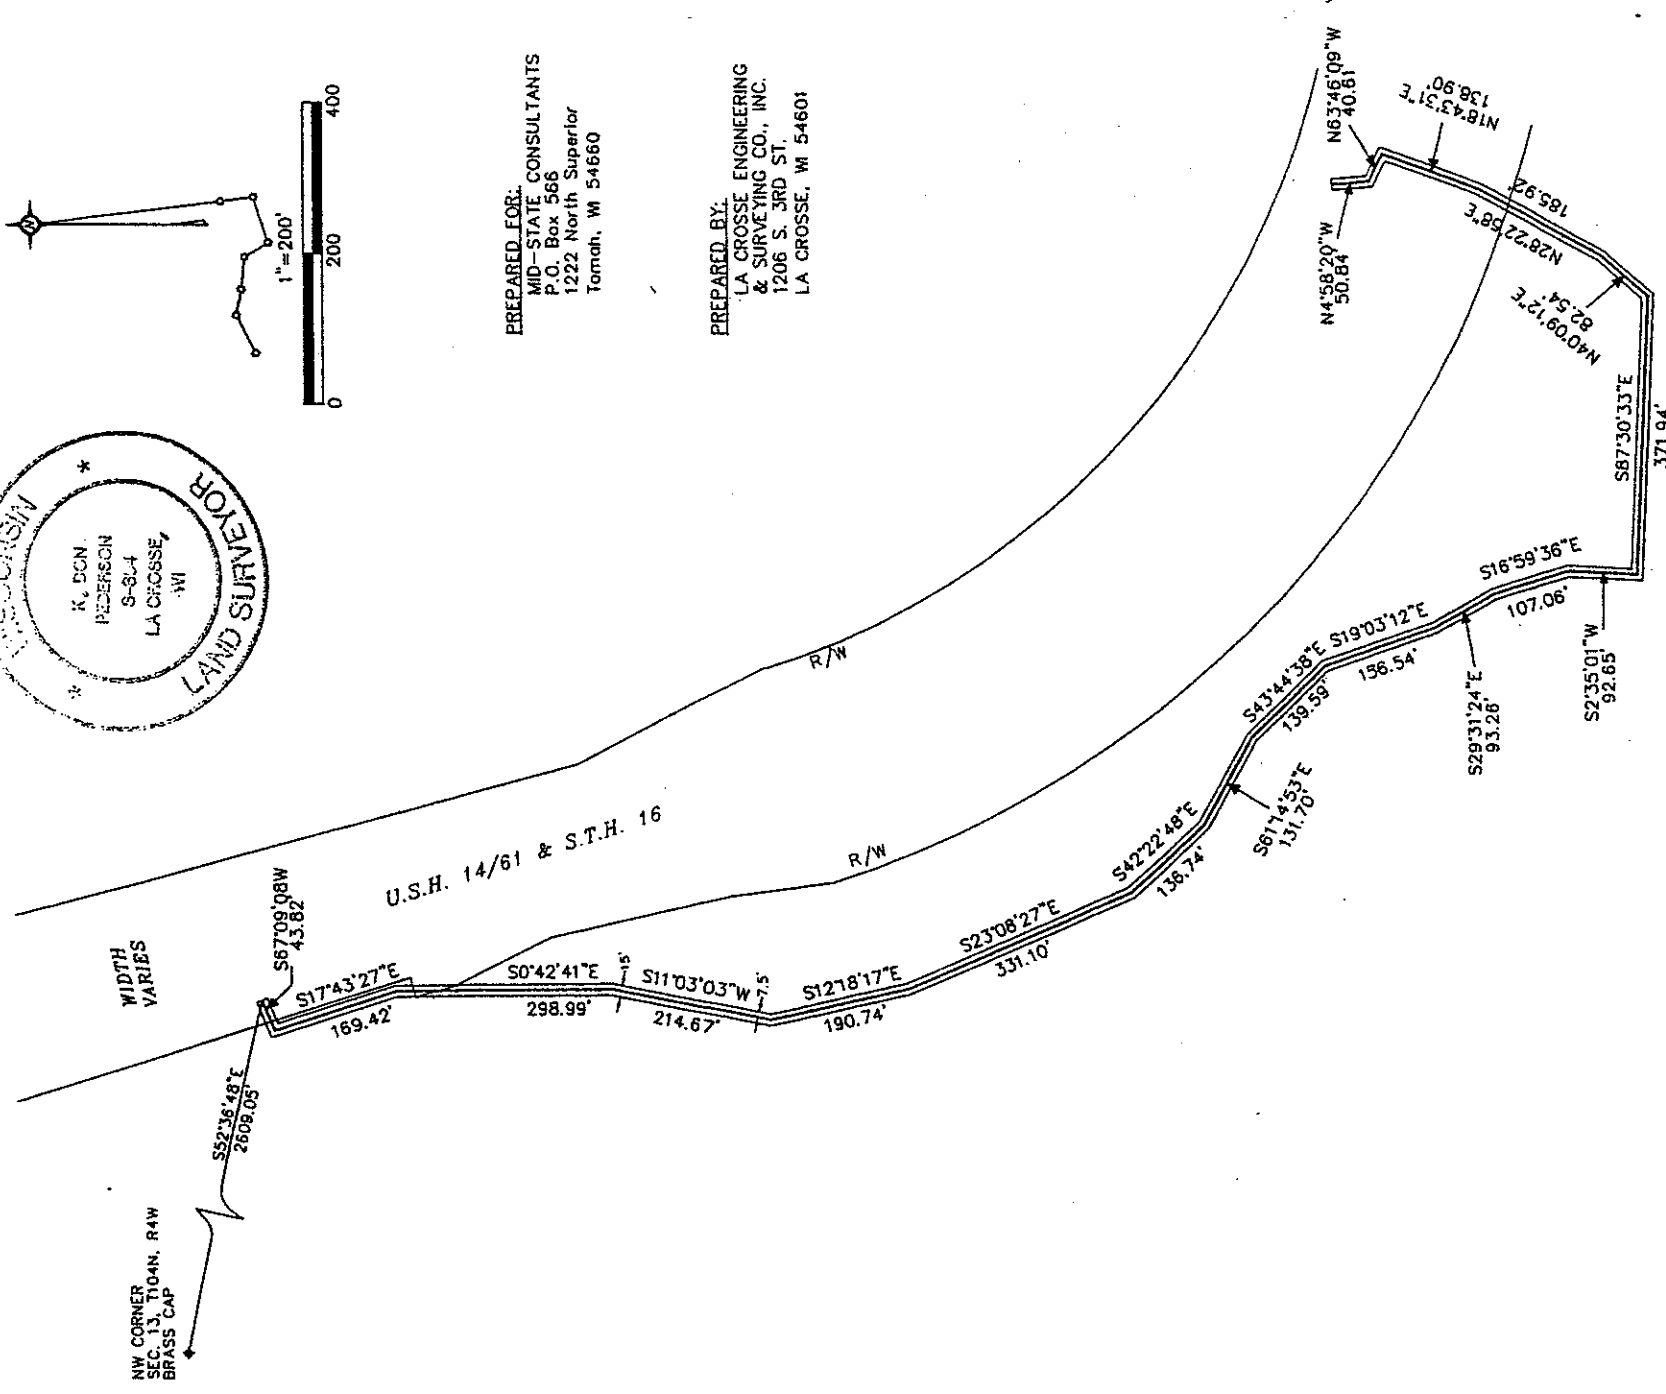 WISCONSIN
K. DON.
PEDERSON
S-804
LA CROSSE,
WI
LAND SURVEYOR
N
1"=200'
0
200
400
PREPARED FOR:
MID-STATE CONSULTANTS
P.O. Box 566
1222 North Superior
Tomah, WI 54660
PREPARED BY:
LA CROSSE ENGINEERING
& SURVEYING CO., INC.
1206 S. 3RD ST.
LA CROSSE, WI 54601
NW CORNER
SEC. 13, T104N, R4W
BRASS CAP
S52°36'48"E
2609.05'
WIDTH
VARIES
S67°09'08W
43.82'
U.S.H. 14/61 & S.T.H. 16
R/W
R/W
S17°43'27"E
169.42'
S0°42'41"E
298.99'
15'
S11°03'03"W
214.67'
7.5'
S12°18'17"E
190.74'
S23°08'27"E
331.10'
S42°22'48"E
136.74'
S61°14'53"E
131.70'
S43°44'38"E
139.59'
S19°03'12"E
156.54'
S29°31'24"E
93.26'
S16°59'36"E
107.06'
S2°35'01"W
92.65'
S87°30'33"E
371.94'
N40°09'12"E
82.54'
N28°22'58"E
185.92'
N18°43'31"E
138.90'
N63°46'09"W
40.61
N4°58'20"W
50.84'